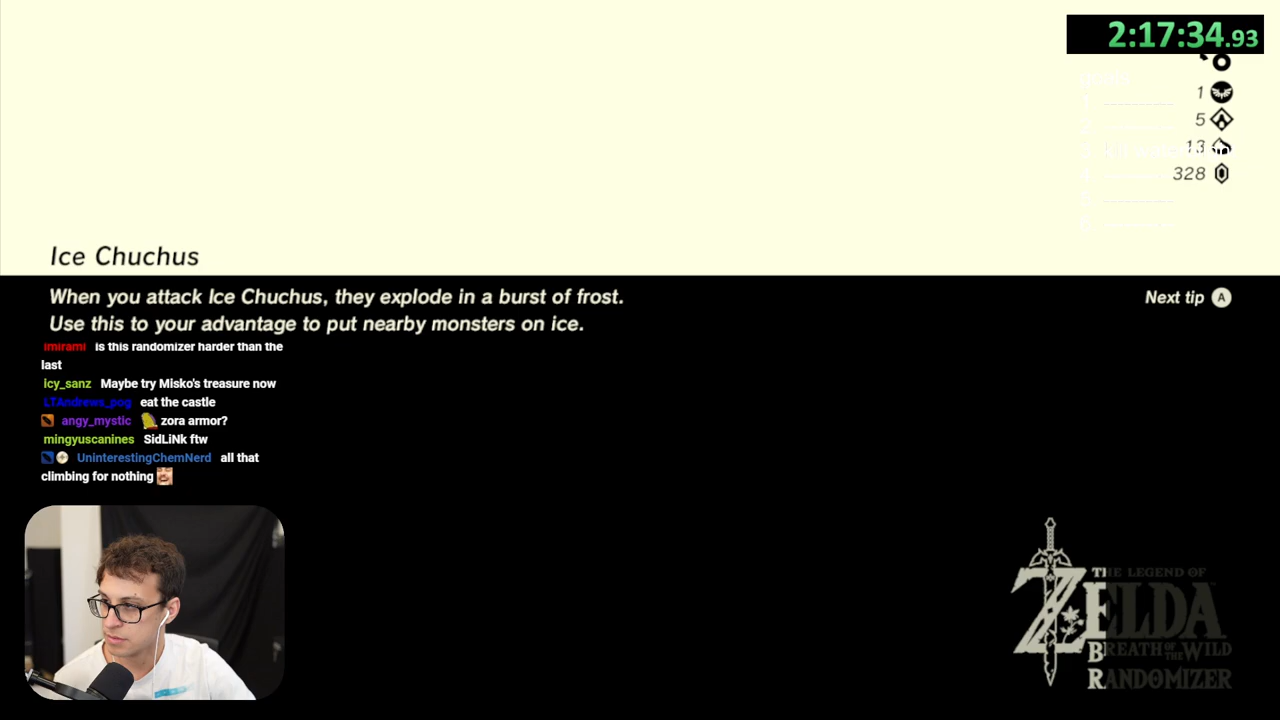 2:17:34.93
1
5
13
328
Ice Chuchus
When you attack Ice Chuchus, they explode in a burst of frost.
Use this to your advantage to put nearby monsters on ice.
Next tip A
imirami is this randomizer harder than the
last
icy_sanz Maybe try Misko's treasure now
LTAndrews_pog eat the castle
angy_mystic zora armor?
mingyuscanines SidLiNk ftw
UninterestingChemNerd all that
climbing for nothing
THE LEGEND OF
ZELDA
BREATH OF THE WILD
RANDOMIZER